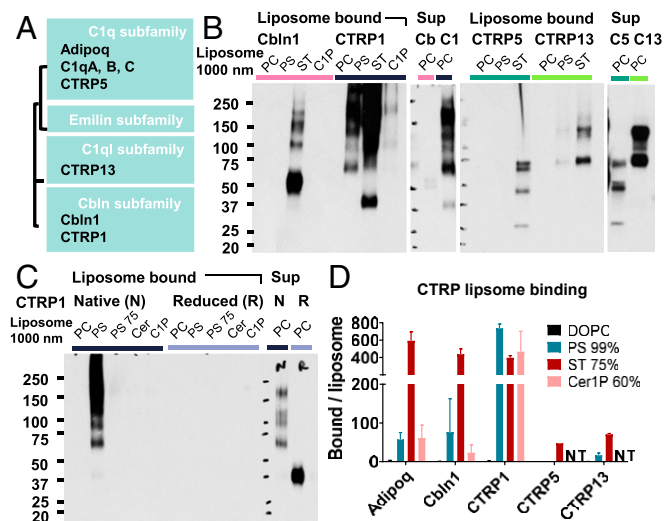 A
C1q subfamily
Adipoq
C1qA, B, C
CTRP5
Emilin subfamily
C1ql subfamily
CTRP13
Cbln subfamily
Cbln1
CTRP1
B
Liposome bound Sup Liposome bound Sup
Cbln1 CTRP1 Cb C1 CTRP5 CTRP13 C5 C13
Liposome 1000 nm
PC PS ST C1P PC PS ST C1P PC PC PC PS ST PC PS ST PC PC
250
150
100
75
50
37
25
20
C
Liposome bound Sup
CTRP1 Native (N) Reduced (R) N R
Liposome 1000 nm
PC PS PS 75 Cer C1P PC PS PS 75 Cer C1P PC PC
N R
250
150
100
75
50
37
25
20
D
CTRP lipsome binding
Bound / liposome
800
600
400
200
100
50
0
DOPC
PS 99%
ST 75%
Cer1P 60%
NT NT
Adipoq Cbln1 CTRP1 CTRP5 CTRP13